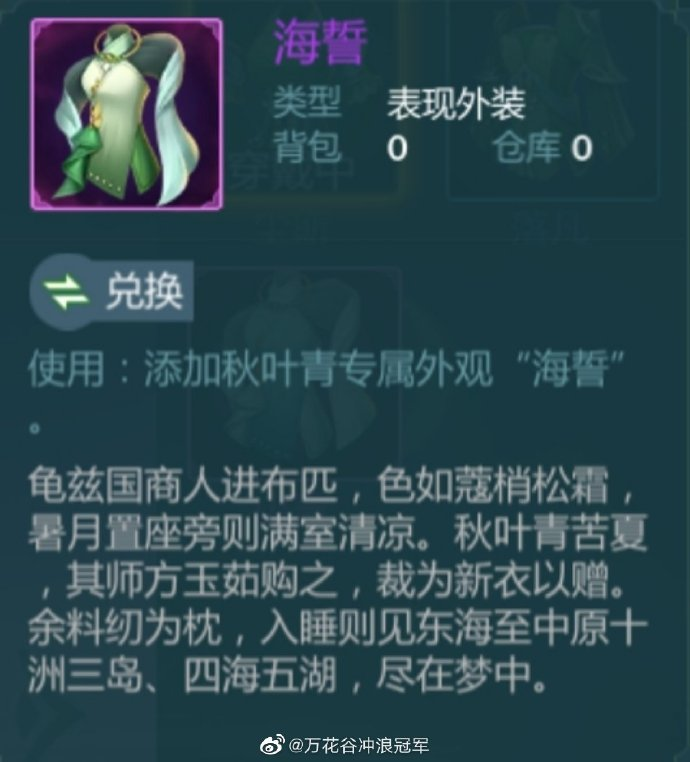 海誓
类型 表现外装
背包 0 仓库 0
兑换
使用：添加秋叶青专属外观“海誓”
。
龟兹国商人进布匹，色如蔻梢松霜，
暑月置座旁则满室清凉。秋叶青苦夏
，其师方玉茹购之，裁为新衣以赠。
余料纫为枕，入睡则见东海至中原十
洲三岛、四海五湖，尽在梦中。
@万花谷冲浪冠军